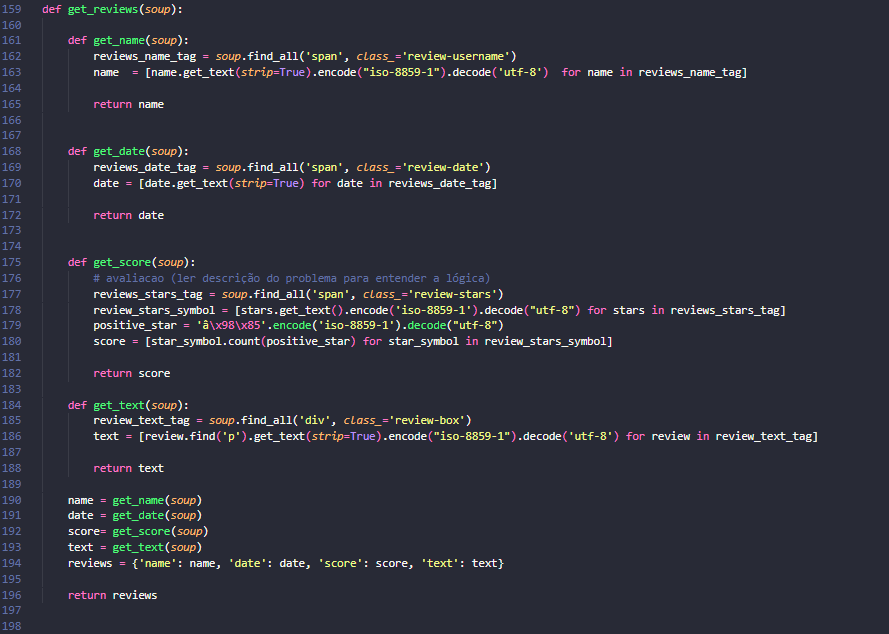 159 def get_reviews(soup):
160
161 def get_name(soup):
162 reviews_name_tag = soup.find_all('span', class_='review-username')
163 name  = [name.get_text(strip=True).encode("iso-8859-1").decode('utf-8')  for name in reviews_name_tag]
164
165 return name
166
167
168 def get_date(soup):
169 reviews_date_tag = soup.find_all('span', class_='review-date')
170 date = [date.get_text(strip=True) for date in reviews_date_tag]
171
172 return date
173
174
175 def get_score(soup):
176 # avaliacao (ler descrição do problema para entender a lógica)
177 reviews_stars_tag = soup.find_all('span', class_='review-stars')
178 review_stars_symbol = [stars.get_text().encode('iso-8859-1').decode("utf-8") for stars in reviews_stars_tag]
179 positive_star = 'â\x98\x85'.encode('iso-8859-1').decode("utf-8")
180 score = [star_symbol.count(positive_star) for star_symbol in review_stars_symbol]
181
182 return score
183
184 def get_text(soup):
185 review_text_tag = soup.find_all('div', class_='review-box')
186 text = [review.find('p').get_text(strip=True).encode("iso-8859-1").decode('utf-8') for review in review_text_tag]
187
188 return text
189
190 name = get_name(soup)
191 date = get_date(soup)
192 score= get_score(soup)
193 text = get_text(soup)
194 reviews = {'name': name, 'date': date, 'score': score, 'text': text}
195
196 return reviews
197
198